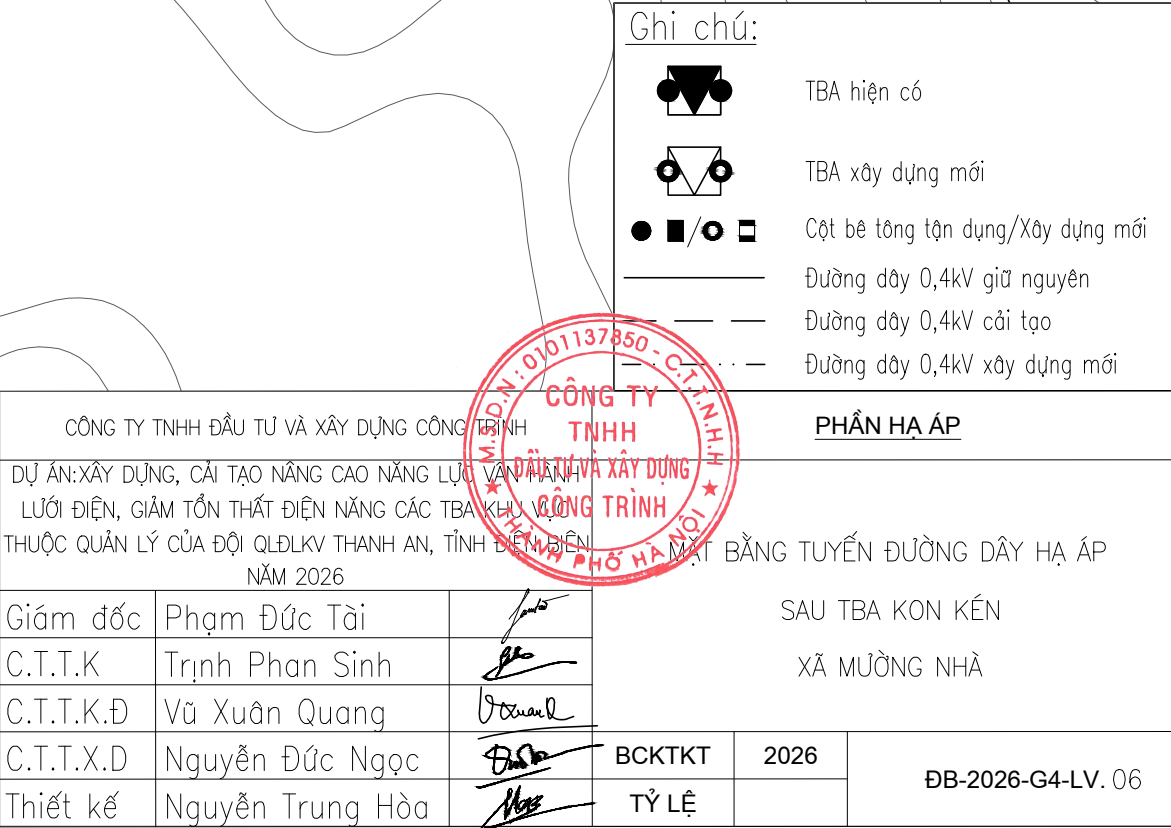 Ghi chú:
TBA hiện có
TBA xây dựng mới
Cột bê tông tận dụng/Xây dựng mới
Đường dây 0,4kV giữ nguyên
Đường dây 0,4kV cải tạo
Đường dây 0,4kV xây dựng mới
CÔNG TY TNHH ĐẦU TƯ VÀ XÂY DỰNG CÔNG TRÌNH
DỰ ÁN:XÂY DỰNG, CẢI TẠO NÂNG CAO NĂNG LỰC VẬN HÀNH
LƯỚI ĐIỆN, GIẢM TỔN THẤT ĐIỆN NĂNG CÁC TBA KHU VỰC
THUỘC QUẢN LÝ CỦA ĐỘI QLĐLKV THANH AN, TỈNH ĐIỆN BIÊN
NĂM 2026
M.S.D.N : 0101137850 - C.T.T.N.H.H
CÔNG TY
TNHH
ĐẦU TƯ VÀ XÂY DỰNG
CÔNG TRÌNH
THÀNH PHỐ HÀ NỘI
PHẦN HẠ ÁP
MẶT BẰNG TUYẾN ĐƯỜNG DÂY HẠ ÁP
SAU TBA KON KÉN
XÃ MƯỜNG NHÀ
Giám đốc Phạm Đức Tài
C.T.T.K Trịnh Phan Sinh
C.T.T.K.Đ Vũ Xuân Quang
C.T.T.X.D Nguyễn Đức Ngọc
Thiết kế Nguyễn Trung Hòa
BCKTKT 2026
TỶ LỆ
ĐB-2026-G4-LV. 06